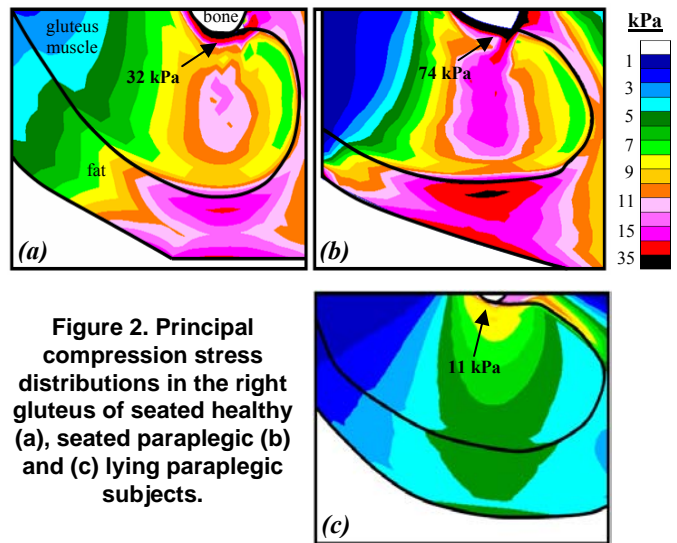 bone
gluteus
muscle
32 kPa
fat
(a)
74 kPa
(b)
kPa
1
3
5
7
9
11
15
35
Figure 2. Principal
compression stress
distributions in the right
gluteus of seated healthy
(a), seated paraplegic (b)
and (c) lying paraplegic
subjects.
11 kPa
(c)